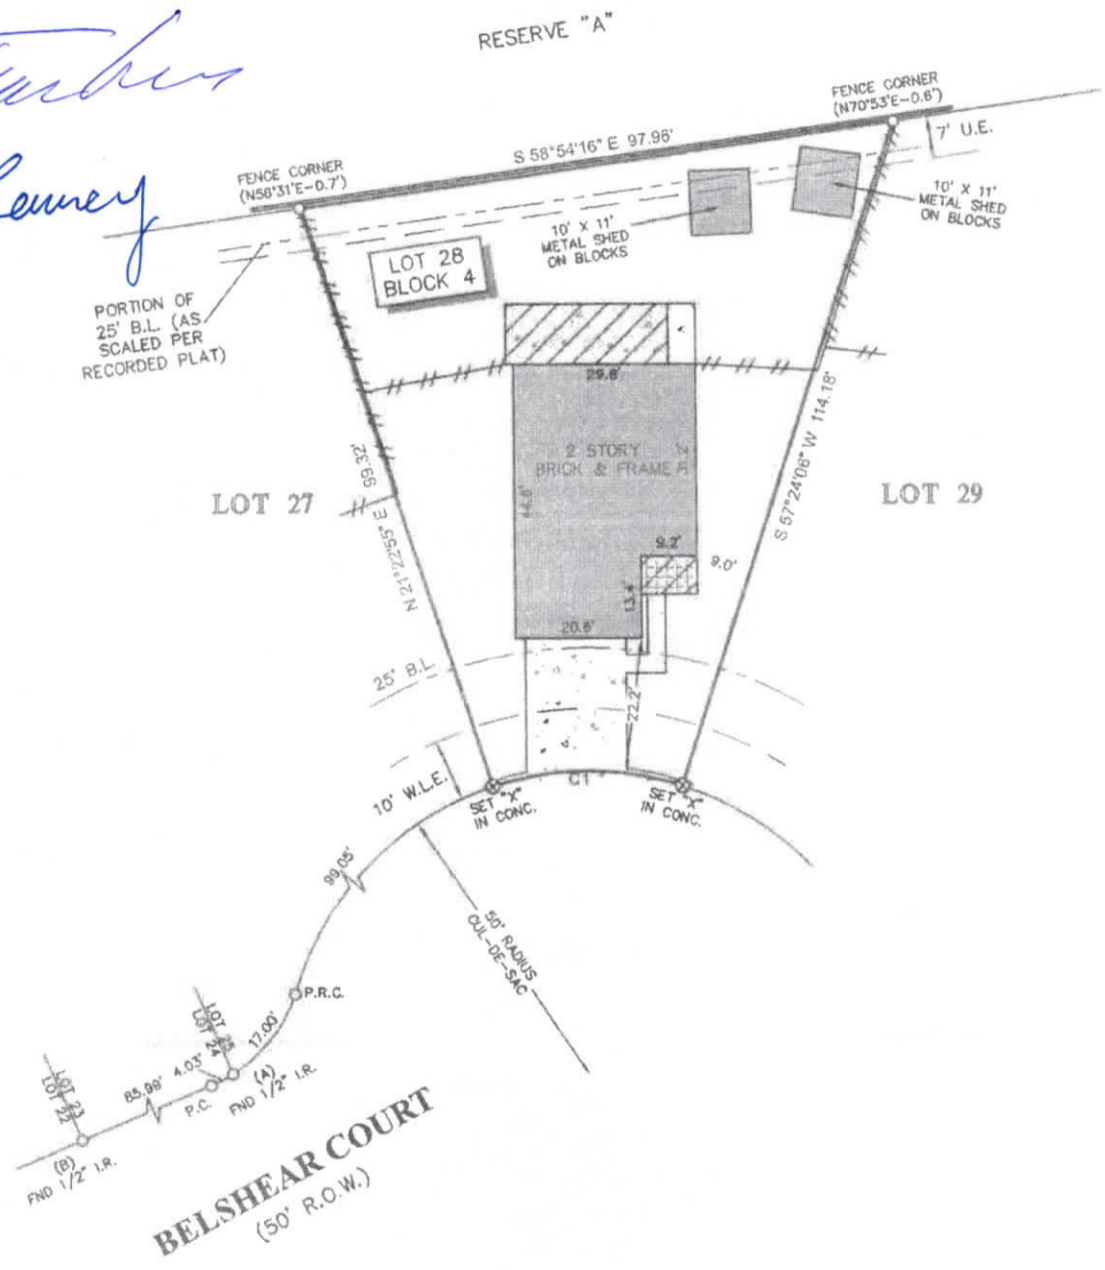 RESERVE "A"
FENCE CORNER
(N70°53'E-0.6')
7' U.E.
S 58°54'16" E 97.96'
FENCE CORNER
(N56°31'E-0.7')
10' X 11'
METAL SHED
ON BLOCKS
10' X 11'
METAL SHED
ON BLOCKS
LOT 28
BLOCK 4
PORTION OF
25' B.L. (AS
SCALED PER
RECORDED PLAT)
29.8'
2 STORY
BRICK & FRAME
44.6'
S 57°24'06" W 114.18'
N 21°22'55" E 99.32'
LOT 27
LOT 29
9.2'
9.0'
13.4'
20.6'
25' B.L.
22.2'
10' W.L.E.
C1
SET "X"
IN CONC.
SET "X"
IN CONC.
99.05'
50' RADIUS
CUL-DE-SAC
P.R.C.
17.00'
LOT 25
LOT 24
4.03'
85.98'
P.C.
(A)
FND 1/2" I.R.
LOT 23
LOT 22
(B)
FND 1/2" I.R.
BELSHEAR COURT
(50' R.O.W.)